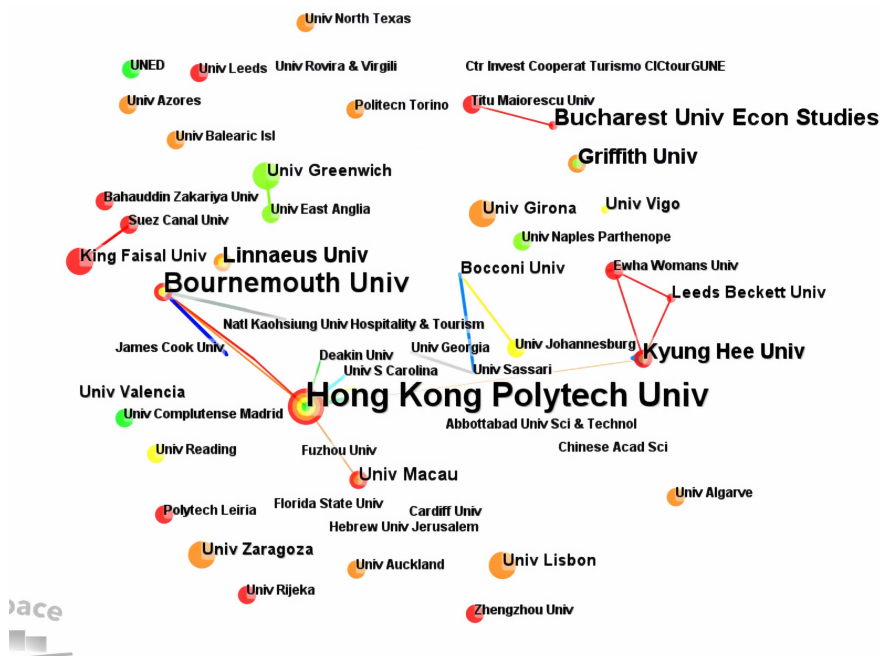 Univ North Texas
UNED
Univ Leeds
Univ Rovira & Virgili
Ctr Invest Cooperat Turismo CICtourGUNE
Univ Azores
Politecn Torino
Titu Maiorescu Univ
Bucharest Univ Econ Studies
Univ Balearic Isl
Griffith Univ
Univ Greenwich
Bahauddin Zakariya Univ
Suez Canal Univ
Univ East Anglia
Univ Girona
Univ Vigo
Univ Naples Parthenope
King Faisal Univ
Linnaeus Univ
Bocconi Univ
Ewha Womans Univ
Bournemouth Univ
Leeds Beckett Univ
Natl Kaohsiung Univ Hospitality & Tourism
James Cook Univ
Deakin Univ
Univ Georgia
Univ Johannesburg
Kyung Hee Univ
Univ S Carolina
Univ Sassari
Univ Valencia
Hong Kong Polytech Univ
Univ Complutense Madrid
Abbottabad Univ Sci & Technol
Univ Reading
Fuzhou Univ
Chinese Acad Sci
Univ Macau
Univ Algarve
Polytech Leiria
Florida State Univ
Cardiff Univ
Hebrew Univ Jerusalem
Univ Zaragoza
Univ Auckland
Univ Lisbon
Univ Rijeka
Zhengzhou Univ
pace